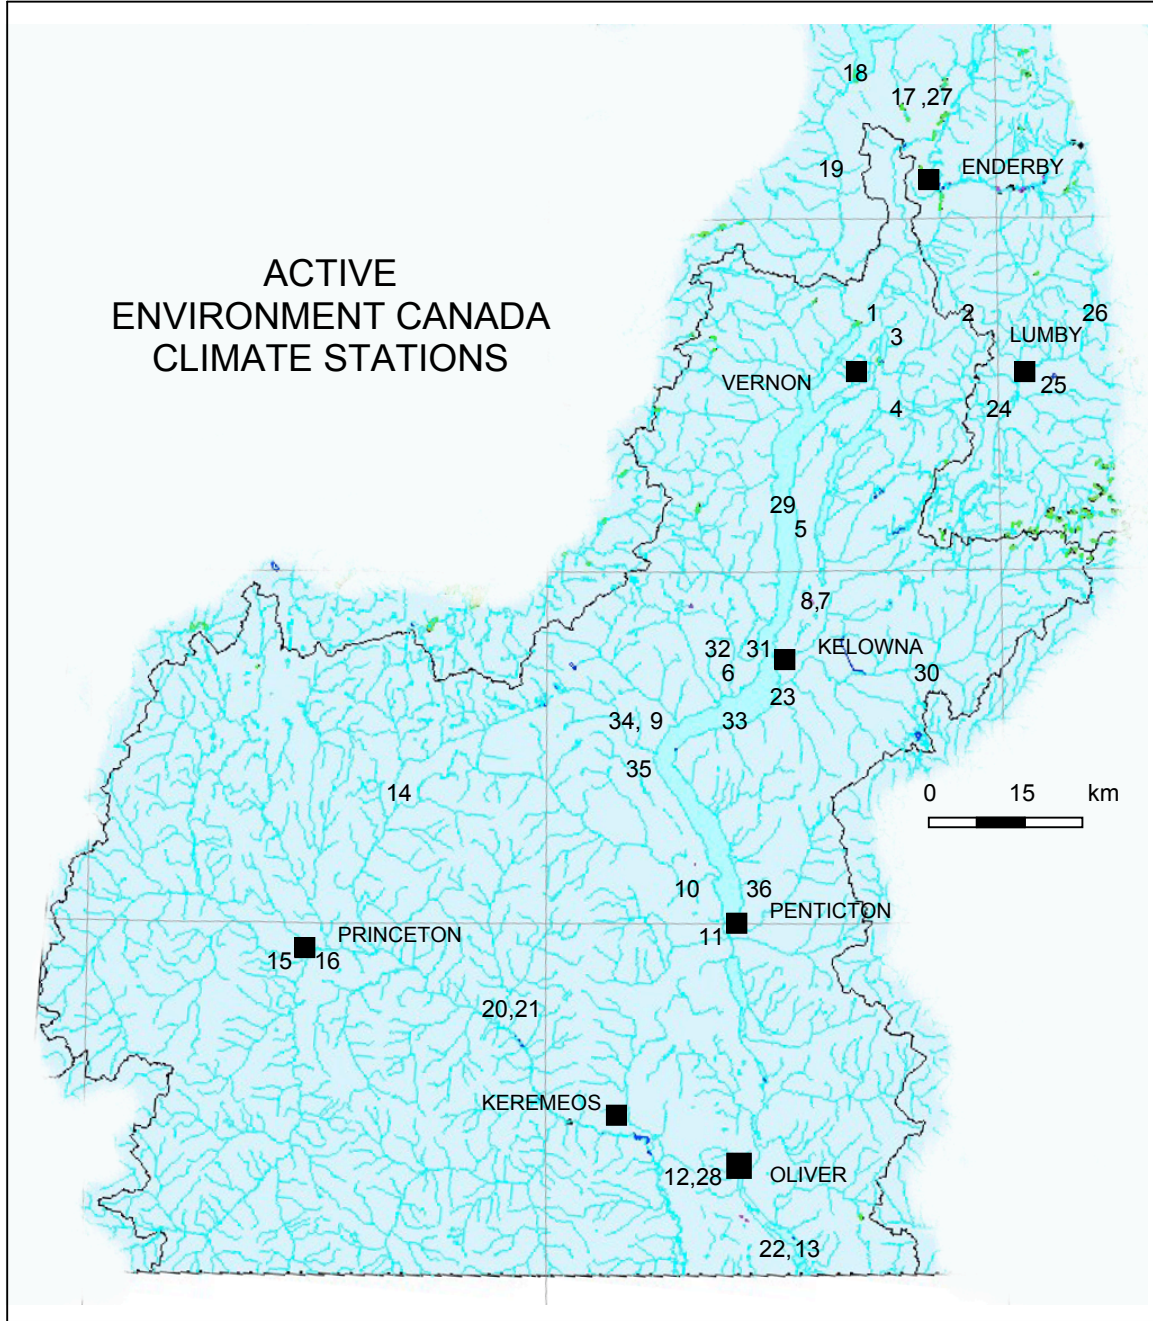 18
17 ,27
19
ENDERBY
ACTIVE
ENVIRONMENT CANADA
CLIMATE STATIONS
1
2
26
3
LUMBY
VERNON
25
4
24
29
5
8,7
32
31
KELOWNA
6
30
23
34, 9
33
35
14
0 15 km
10
36
PENTICTON
11
PRINCETON
15
16
20,21
KEREMEOS
12,28
OLIVER
22, 13